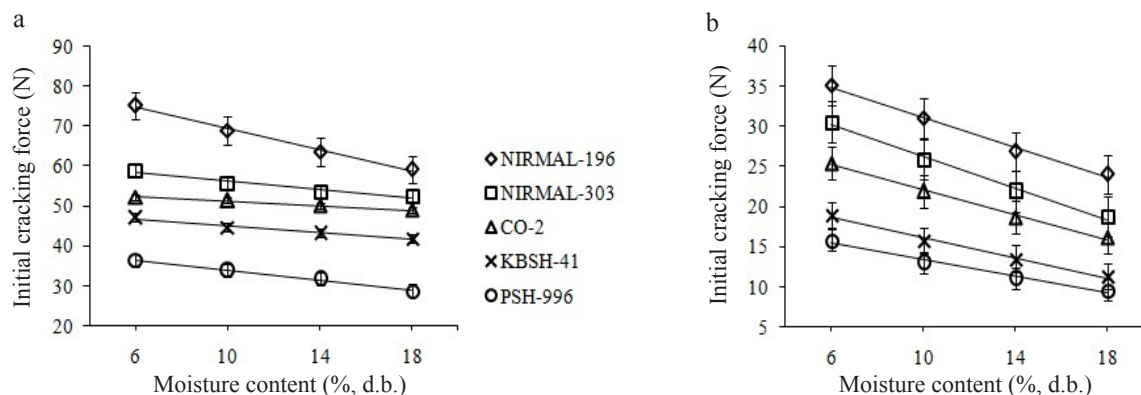 a
Initial cracking force (N)
90
80
70
60
50
40
30
20
6 10 14 18
Moisture content (%, d.b.)
NIRMAL-196
NIRMAL-303
CO-2
KBSH-41
PSH-996
b
Initial cracking force (N)
40
35
30
25
20
15
10
5
6 10 14 18
Moisture content (%, d.b.)